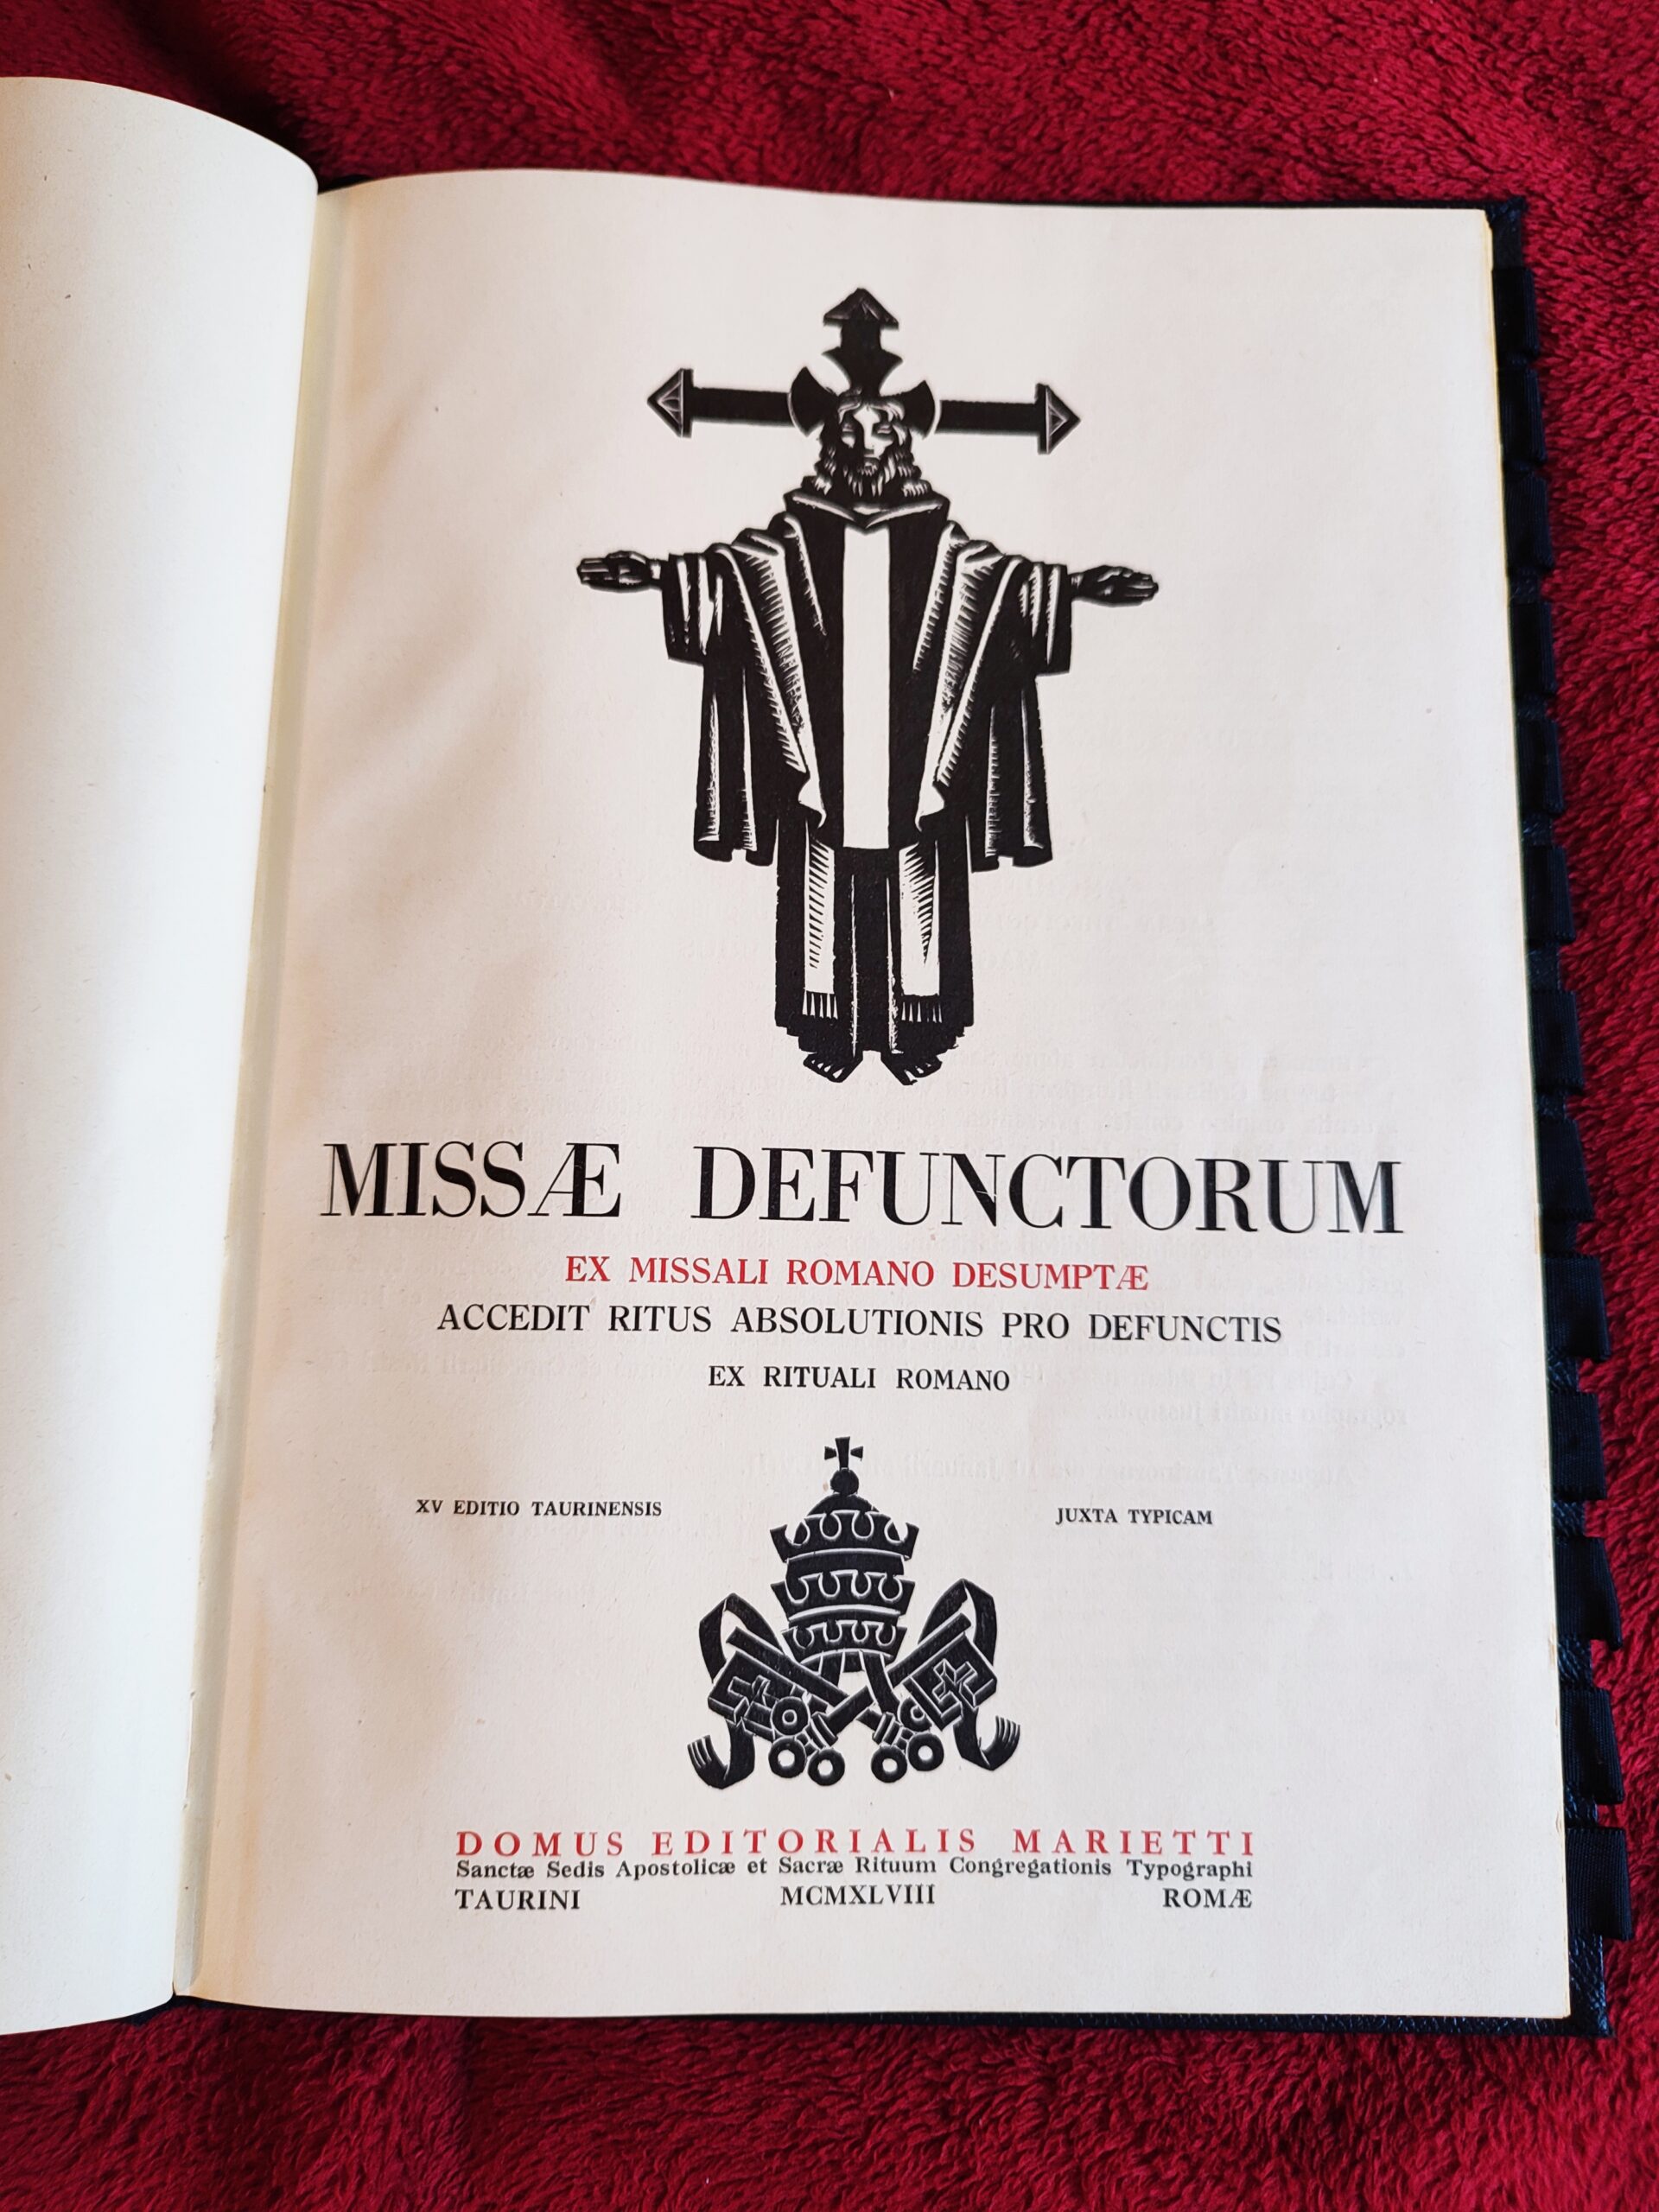 MISSÆ DEFUNCTORUM
EX MISSALI ROMANO DESUMPTÆ
ACCEDIT RITUS ABSOLUTIONIS PRO DEFUNCTIS
EX RITUALI ROMANO
XV EDITIO TAURINENSIS JUXTA TYPICAM
DOMUS EDITORIALIS MARIETTI
Sanctæ Sedis Apostolicæ et Sacræ Rituum Congregationis Typographi
TAURINI MCMXLVIII ROMÆ